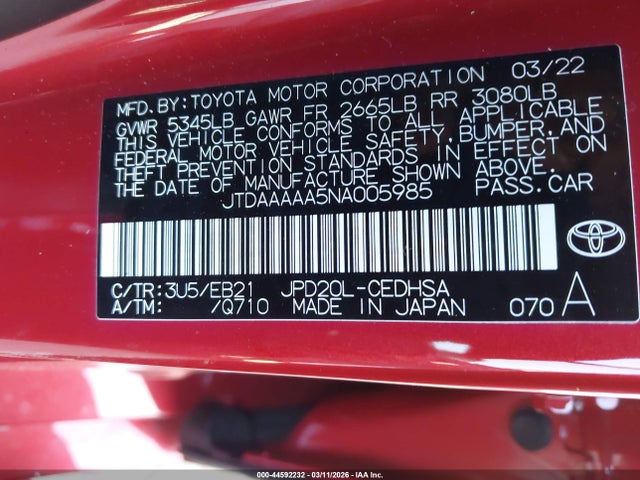 MFD.BY:TOYOTA MOTOR CORPORATION 03/22
GVWR 5345LB GAWR FR 2665LB RR 3080LB
THIS VEHICLE CONFORMS TO ALL APPLICABLE
FEDERAL MOTOR VEHICLE SAFETY,BUMPER,AND
THEFT PREVENTION STANDARDS IN EFFECT ON
THE DATE OF MANUFACTURE SHOWN ABOVE.
JTDAAAAA5NA005985 PASS.CAR
C/TR:3U5/EB21 JPD20L-CEDHSA
A/TM: /Q710 MADE IN JAPAN 070 A
000-44592232 - 03/11/2026 - IAA Inc.